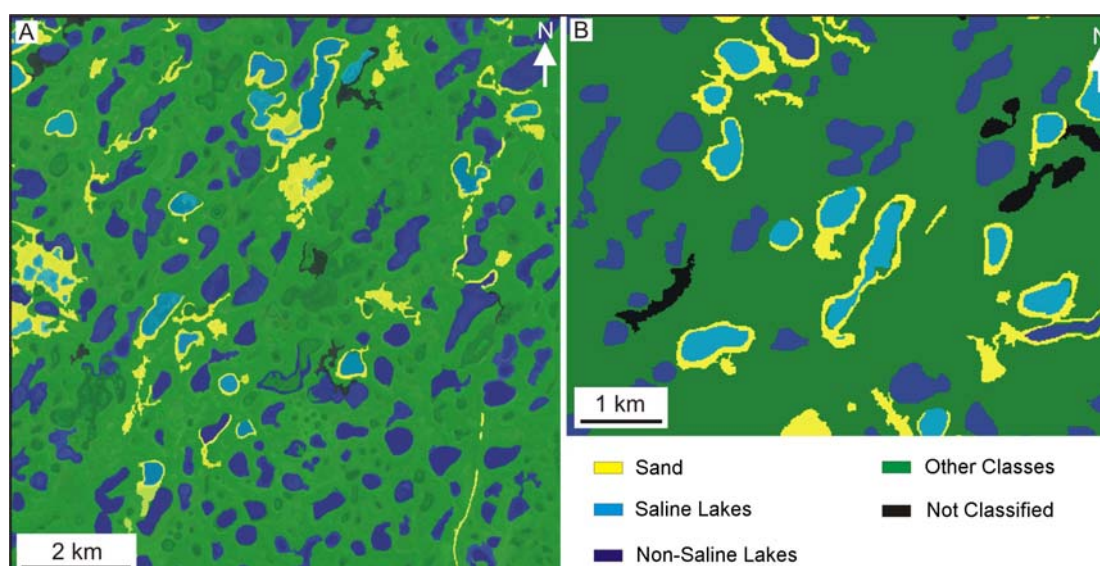 A
N
2 km
B
N
1 km
Sand
Other Classes
Saline Lakes
Not Classified
Non-Saline Lakes